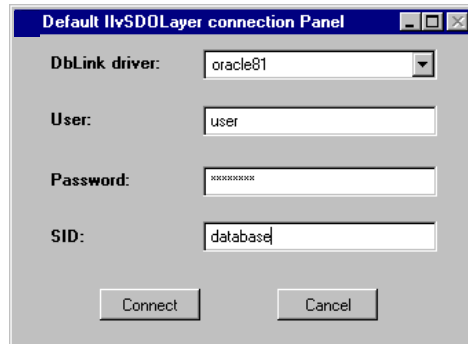 Default IlvSDOLayer connection Panel
DbLink driver: oracle81
User: user
Password: ********
SID: database
Connect Cancel